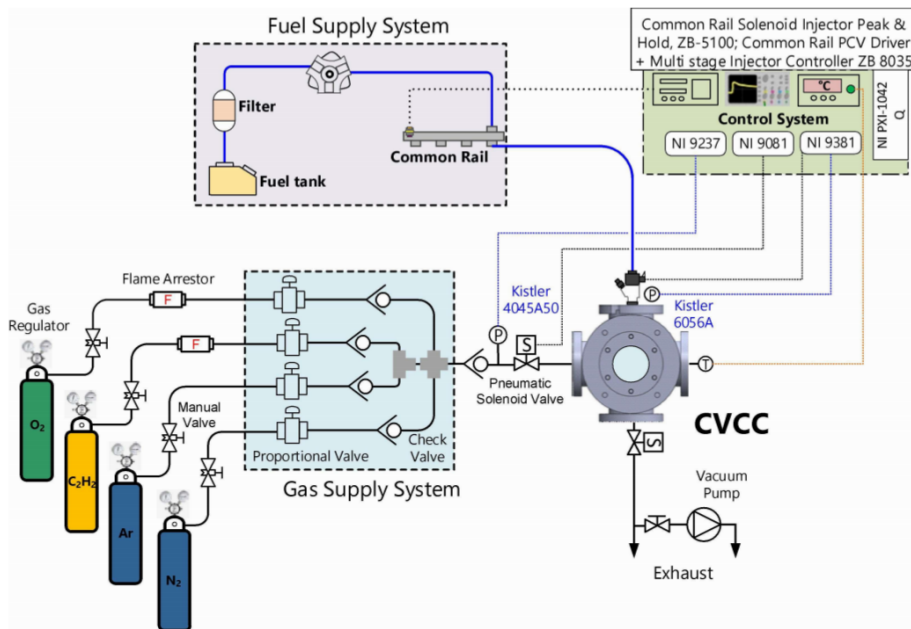 Fuel Supply System
Filter
Fuel tank
Common Rail
Common Rail Solenoid Injector Peak &
Hold, ZB-5100; Common Rail PCV Driver
+ Multi stage Injector Controller ZB 8035
°C
Control System
NI 9237
NI 9081
NI 9381
NI PXI-1042
Q
Flame Arrestor
Gas
Regulator
F
F
Manual
Valve
Proportional Valve
Check
Valve
Gas Supply System
O₂
C₂H₂
Ar
N₂
Kistler
4045A50
P
S
Pneumatic
Solenoid Valve
P
Kistler
6056A
T
CVCC
S
Vacuum
Pump
Exhaust